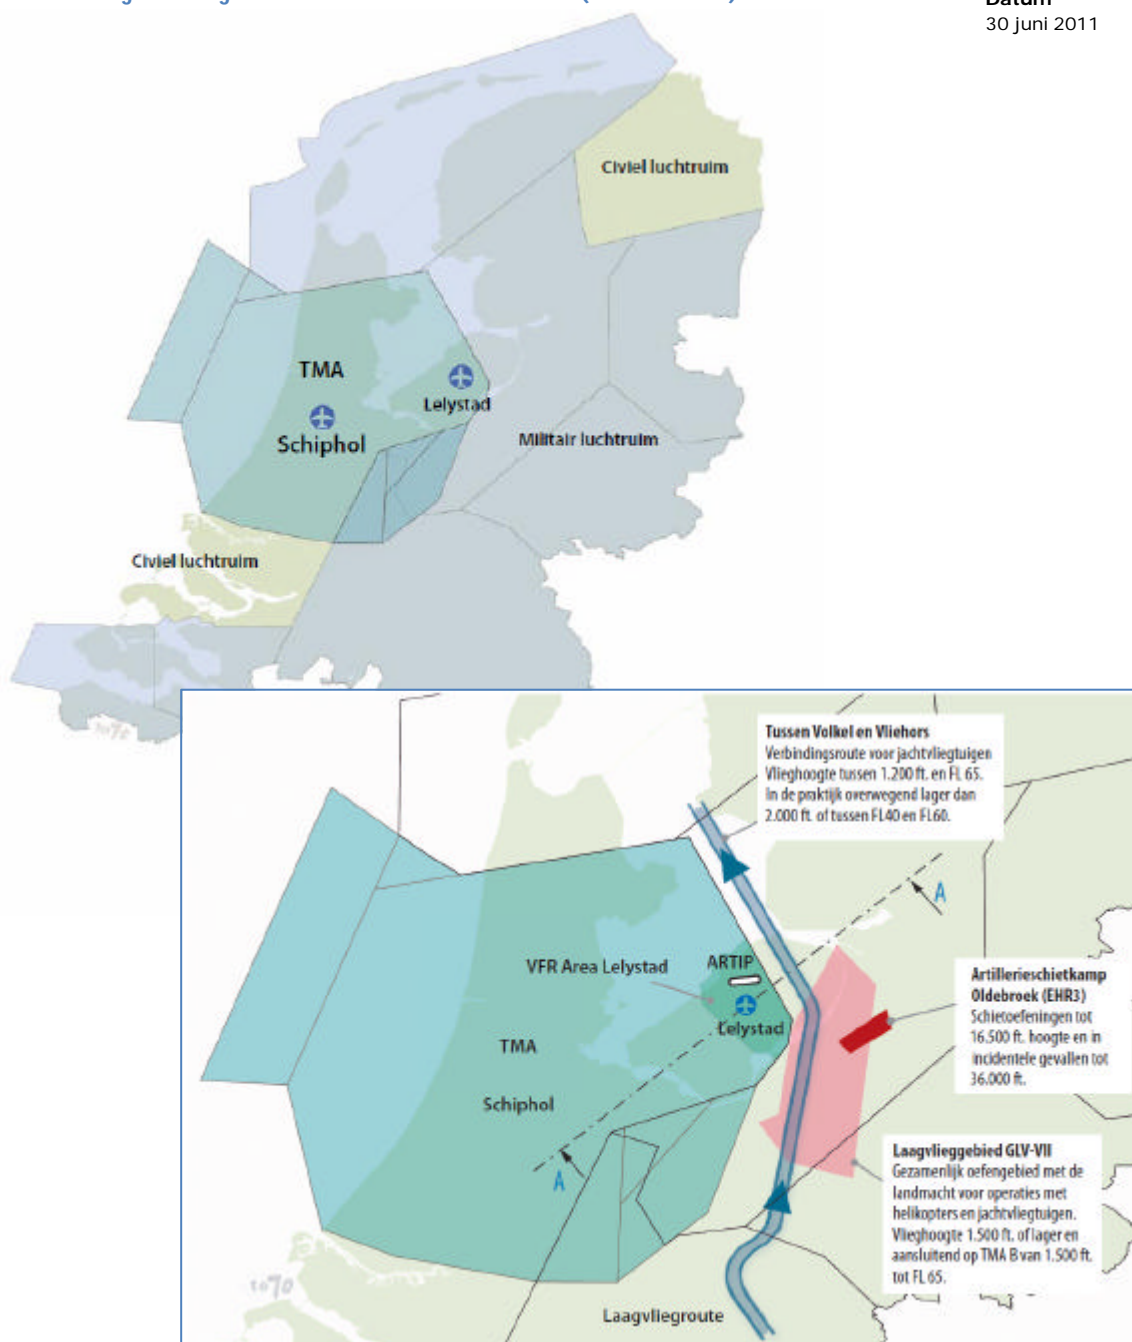 Datum
30 juni 2011
Civiel luchtruim
TMA
Lelystad
Schiphol
Militair luchtruim
Civiel luchtruim
Tussen Volkel en Vliehors
Verbindingsroute voor jachtvliegtuigen
Vlieghoogte tussen 1.200 ft. en FL 65.
In de praktijk overwegend lager dan
2.000 ft. of tussen FL40 en FL60.
A
VFR Area Lelystad
ARTIP
Lelystad
Artillerieschietkamp
Oldebroek (EHR3)
Schietoefeningen tot
16.500 ft. hoogte en in
incidentele gevallen tot
36.000 ft.
TMA
Schiphol
A
Laagvlieggebied GLV-VII
Gezamenlijk oefengebied met de
landmacht voor operaties met
helikopters en jachtvliegtuigen.
Vlieghoogte 1.500 ft. of lager en
aansluitend op TMA B van 1.500 ft.
tot FL 65.
Laagvliegroute